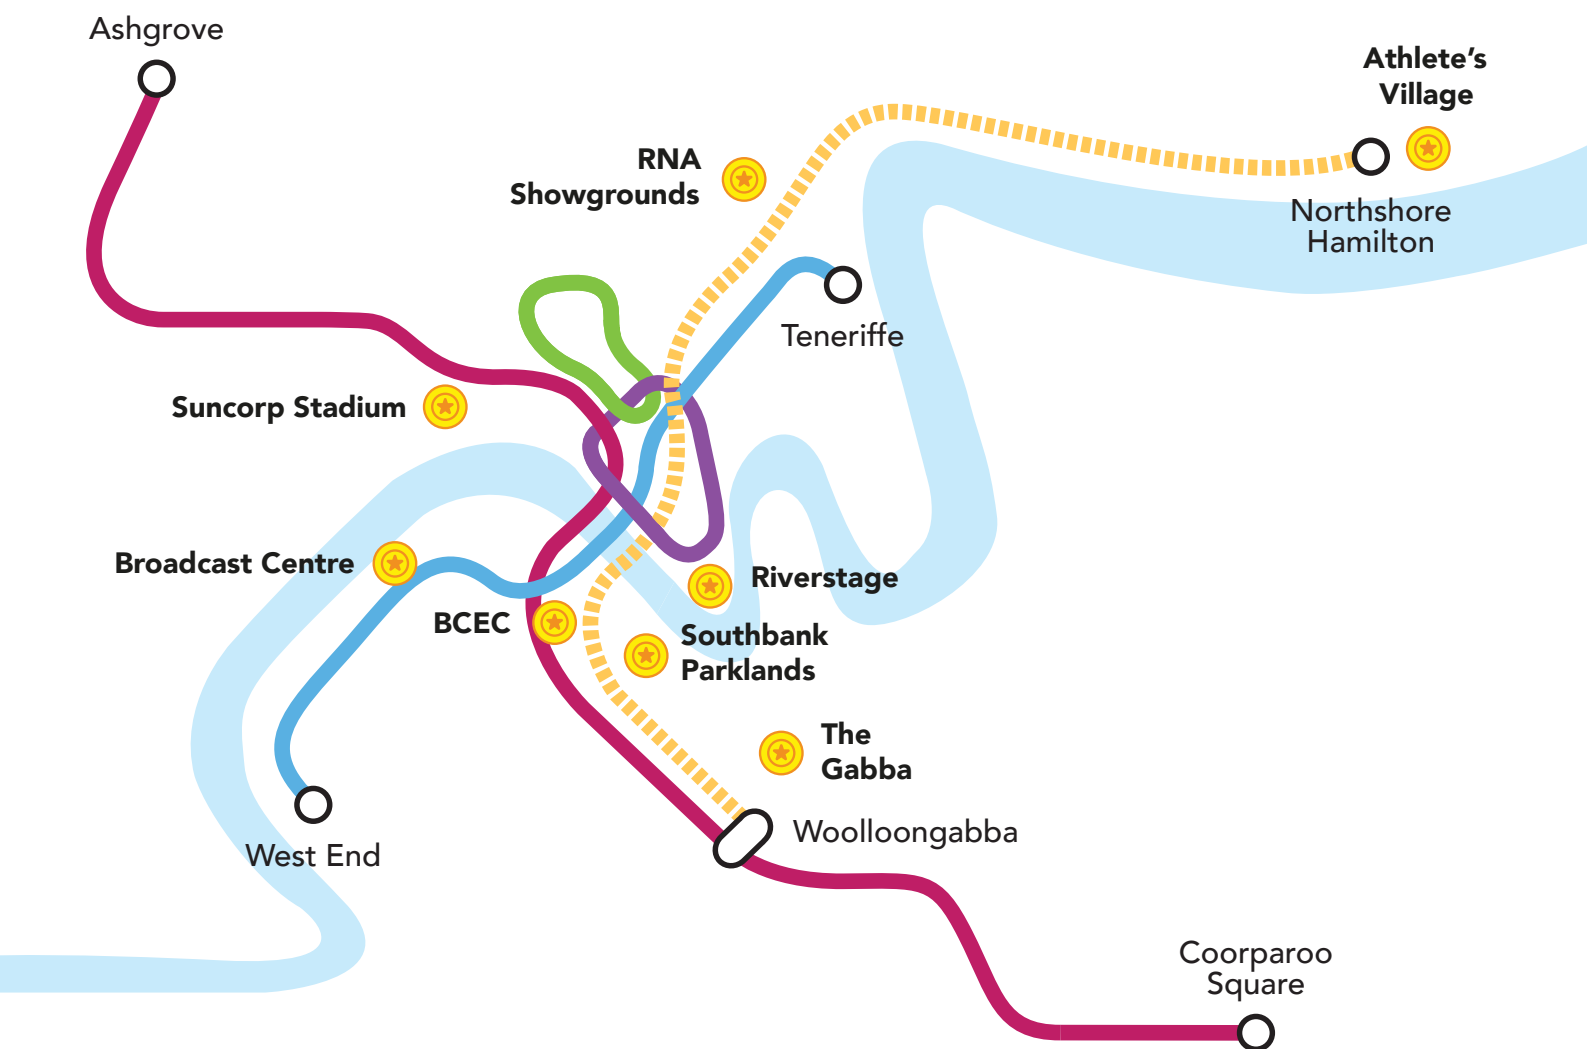 Ashgrove
Athlete’s
Village
RNA
Showgrounds
Northshore
Hamilton
Teneriffe
Suncorp Stadium
Broadcast Centre
Riverstage
BCEC
Southbank
Parklands
The
Gabba
Woolloongabba
West End
Coorparoo
Square